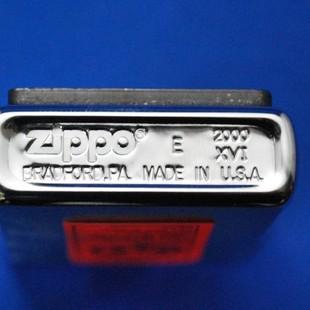 Zippo® E 2000
XVI
BRADFORD,PA. MADE IN U.S.A.